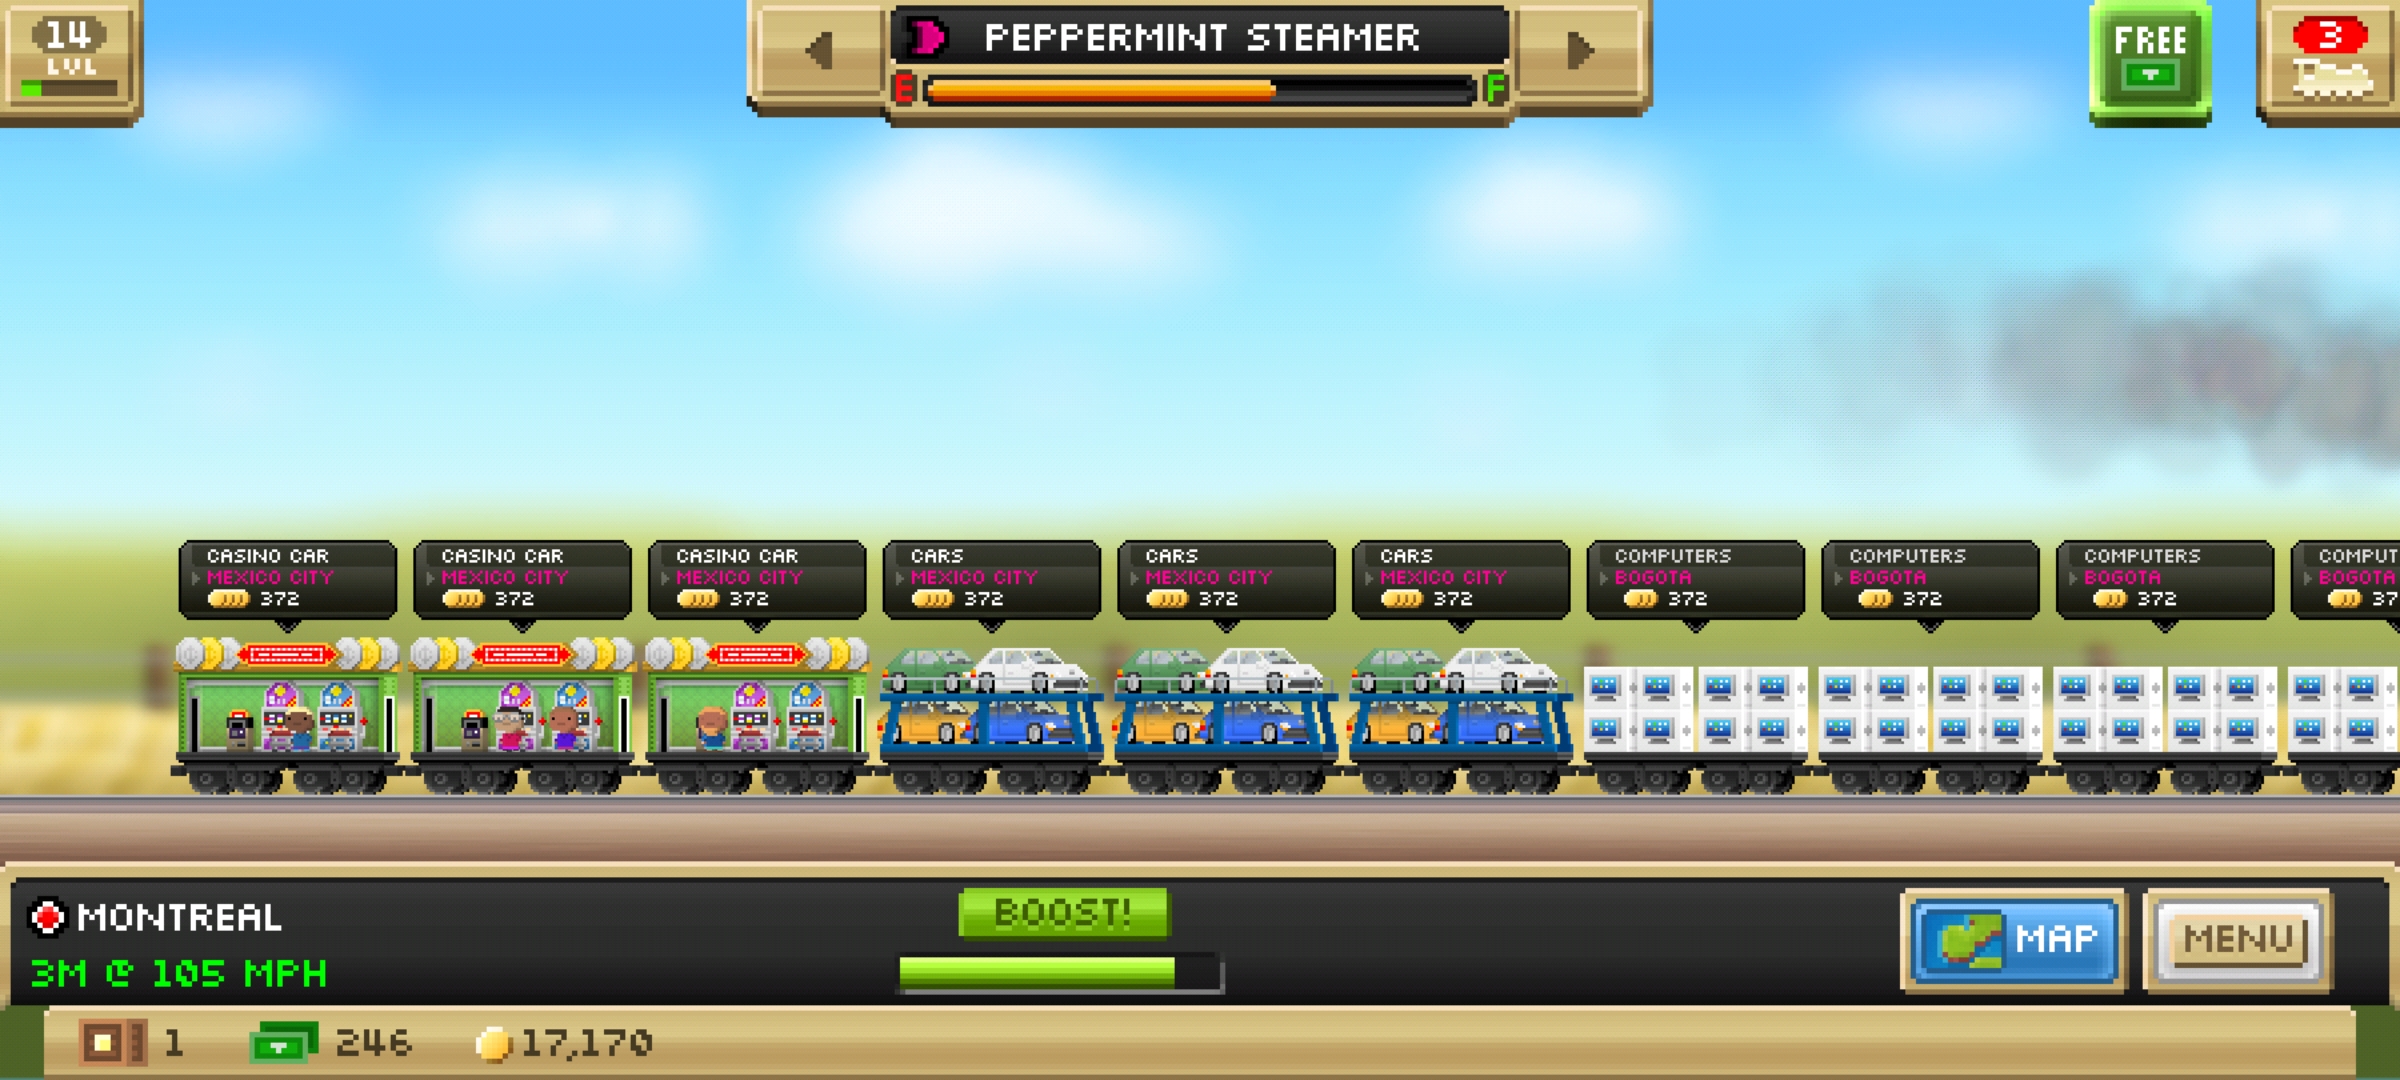 14
LVL
PEPPERMINT STEAMER
E
F
FREE
3
CASINO CAR
MEXICO CITY
372
CASINO CAR
MEXICO CITY
372
CASINO CAR
MEXICO CITY
372
CARS
MEXICO CITY
372
CARS
MEXICO CITY
372
CARS
MEXICO CITY
372
COMPUTERS
BOGOTA
372
COMPUTERS
BOGOTA
372
COMPUTERS
BOGOTA
372
COMPUT
BOGOTA
37
MONTREAL
3M @ 105 MPH
BOOST!
MAP
MENU
1
246
17,170